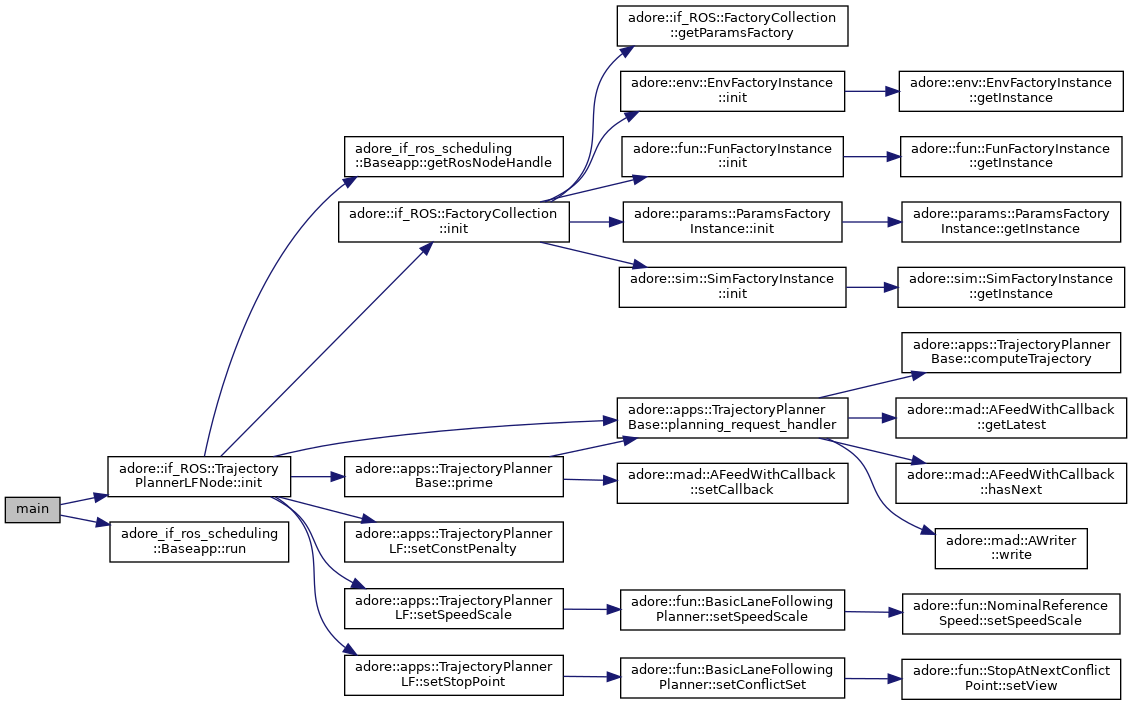 main
adore::if_ROS::Trajectory
PlannerLFNode::init
adore_if_ros_scheduling
::Baseapp::run
adore_if_ros_scheduling
::Baseapp::getRosNodeHandle
adore::if_ROS::FactoryCollection
::init
adore::apps::TrajectoryPlanner
Base::prime
adore::apps::TrajectoryPlanner
LF::setConstPenalty
adore::apps::TrajectoryPlanner
LF::setSpeedScale
adore::apps::TrajectoryPlanner
LF::setStopPoint
adore::if_ROS::FactoryCollection
::getParamsFactory
adore::env::EnvFactoryInstance
::init
adore::fun::FunFactoryInstance
::init
adore::params::ParamsFactory
Instance::init
adore::sim::SimFactoryInstance
::init
adore::apps::TrajectoryPlanner
Base::planning_request_handler
adore::mad::AFeedWithCallback
::setCallback
adore::fun::BasicLaneFollowing
Planner::setSpeedScale
adore::fun::BasicLaneFollowing
Planner::setConflictSet
adore::env::EnvFactoryInstance
::getInstance
adore::fun::FunFactoryInstance
::getInstance
adore::params::ParamsFactory
Instance::getInstance
adore::sim::SimFactoryInstance
::getInstance
adore::apps::TrajectoryPlanner
Base::computeTrajectory
adore::mad::AFeedWithCallback
::getLatest
adore::mad::AFeedWithCallback
::hasNext
adore::mad::AWriter
::write
adore::fun::NominalReference
Speed::setSpeedScale
adore::fun::StopAtNextConflict
Point::setView